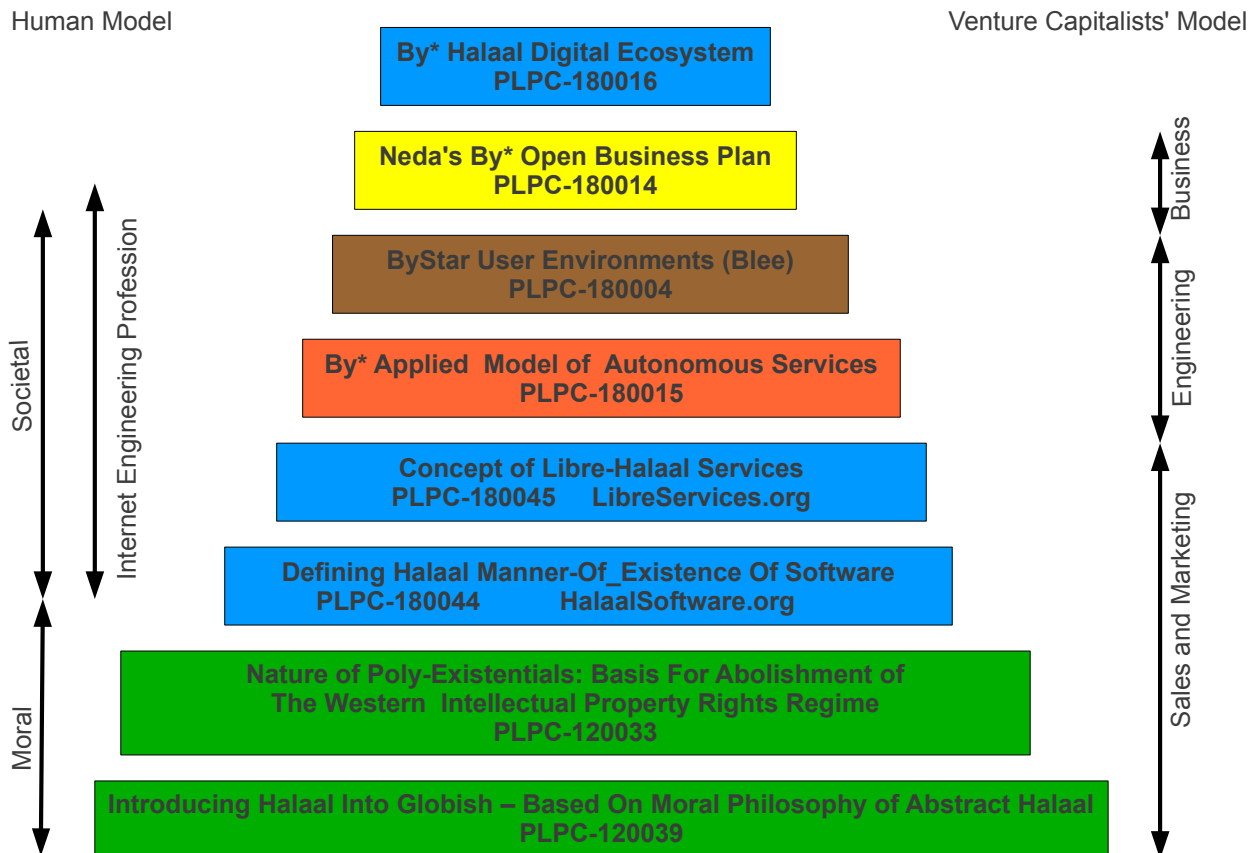 Human Model
Venture Capitalists' Model
By* Halaal Digital Ecosystem
PLPC-180016
Neda's By* Open Business Plan
PLPC-180014
Business
ByStar User Environments (Blee)
PLPC-180004
Societal
Internet Engineering Profession
Engineering
By* Applied Model of Autonomous Services
PLPC-180015
Concept of Libre-Halaal Services
PLPC-180045 LibreServices.org
Defining Halaal Manner-Of_Existence Of Software
PLPC-180044 HalaalSoftware.org
Sales and Marketing
Moral
Nature of Poly-Existentials: Basis For Abolishment of
The Western Intellectual Property Rights Regime
PLPC-120033
Introducing Halaal Into Globish – Based On Moral Philosophy of Abstract Halaal
PLPC-120039